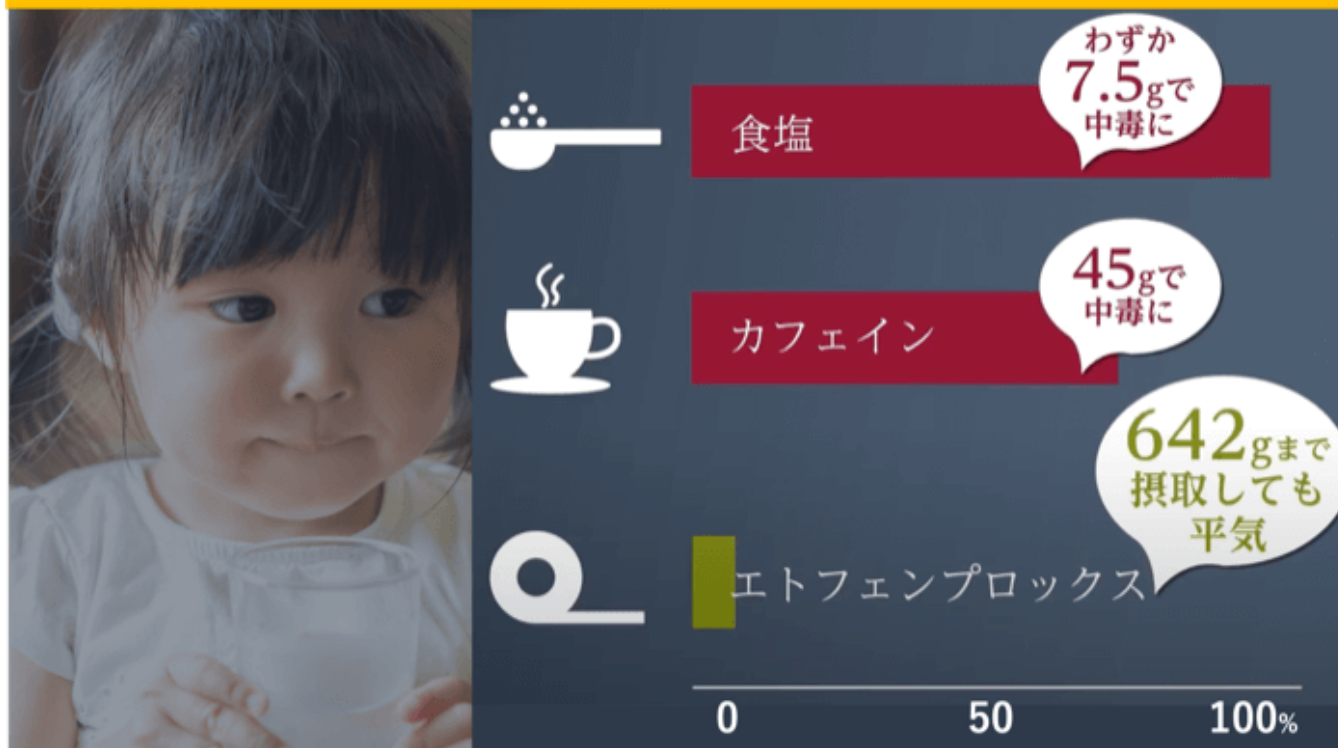 わずか
7.5gで
中毒に
食塩
45gで
中毒に
カフェイン
642gまで
摂取しても
平気
エトフェンプロックス
0 50 100%